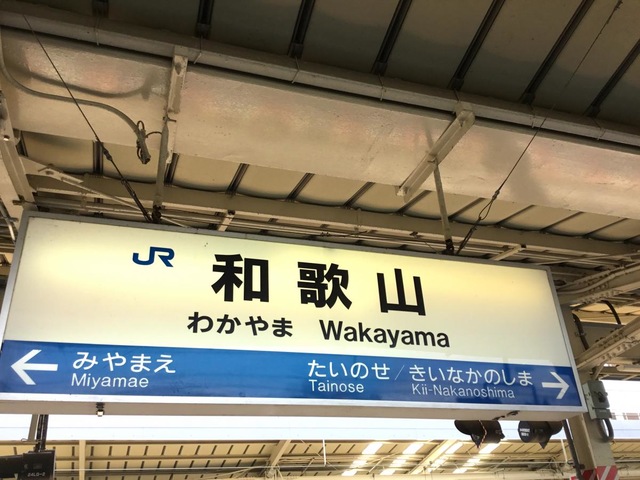 JR 和歌山
わかやま Wakayama
← みやまえ たいのせ/きいなかのしま →
Miyamae Tainose Kii-Nakanoshima